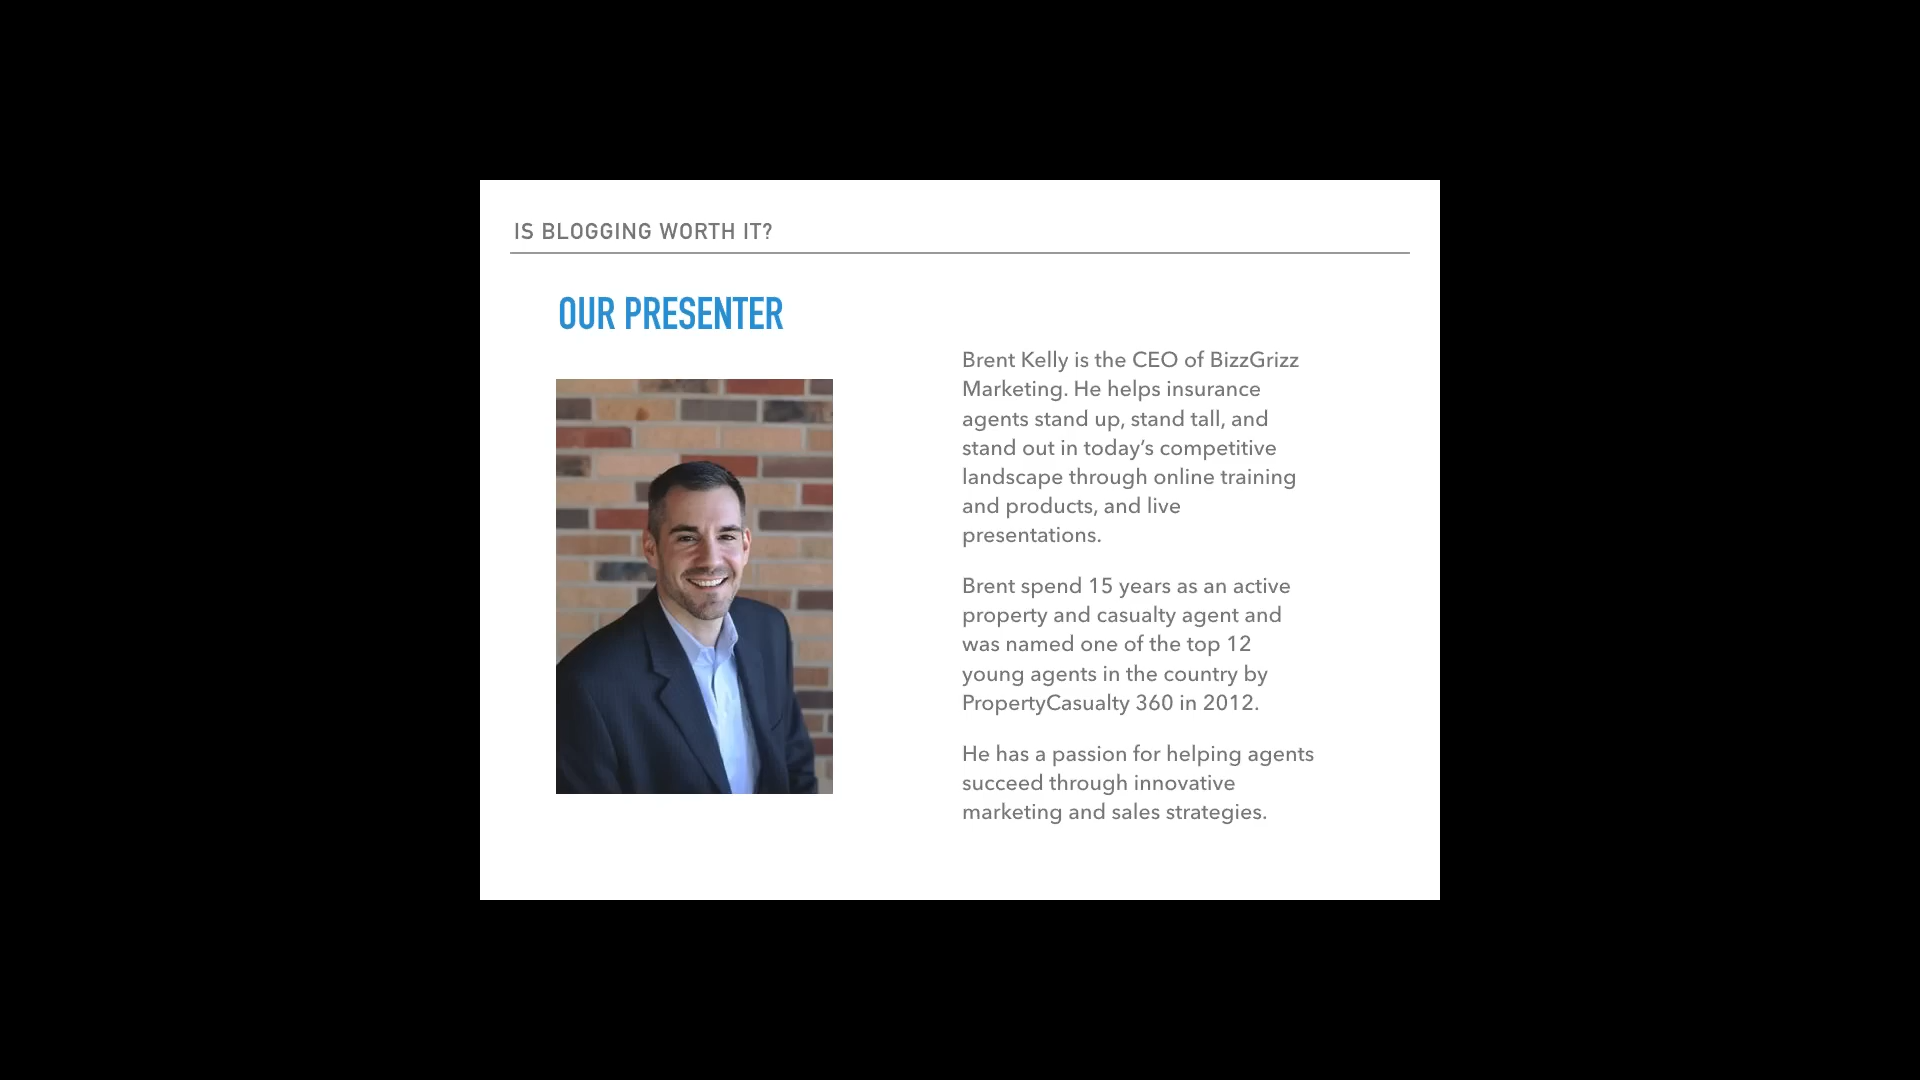 IS BLOGGING WORTH IT?
OUR PRESENTER
Brent Kelly is the CEO of BizzGrizz
Marketing. He helps insurance
agents stand up, stand tall, and
stand out in today’s competitive
landscape through online training
and products, and live
presentations.
Brent spend 15 years as an active
property and casualty agent and
was named one of the top 12
young agents in the country by
PropertyCasualty 360 in 2012.
He has a passion for helping agents
succeed through innovative
marketing and sales strategies.